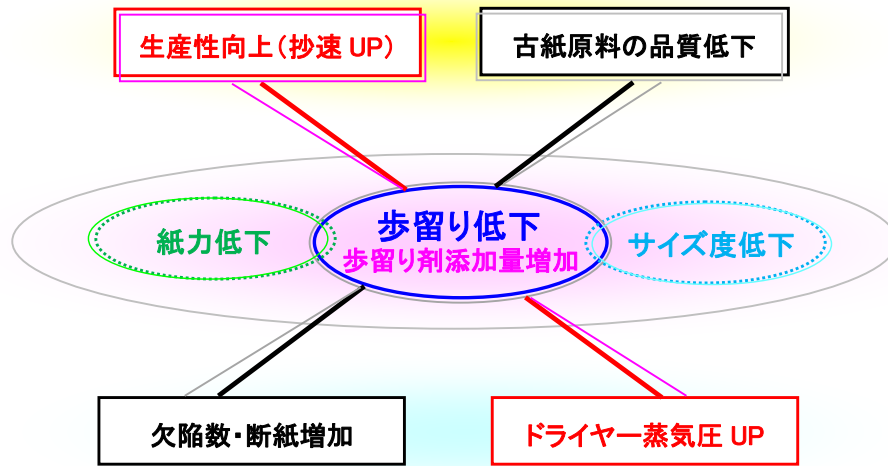 生産性向上（抄速 UP）
古紙原料の品質低下
紙力低下
歩留り低下
歩留り剤添加量増加
サイズ度低下
欠陥数・断紙増加
ドライヤー蒸気圧 UP